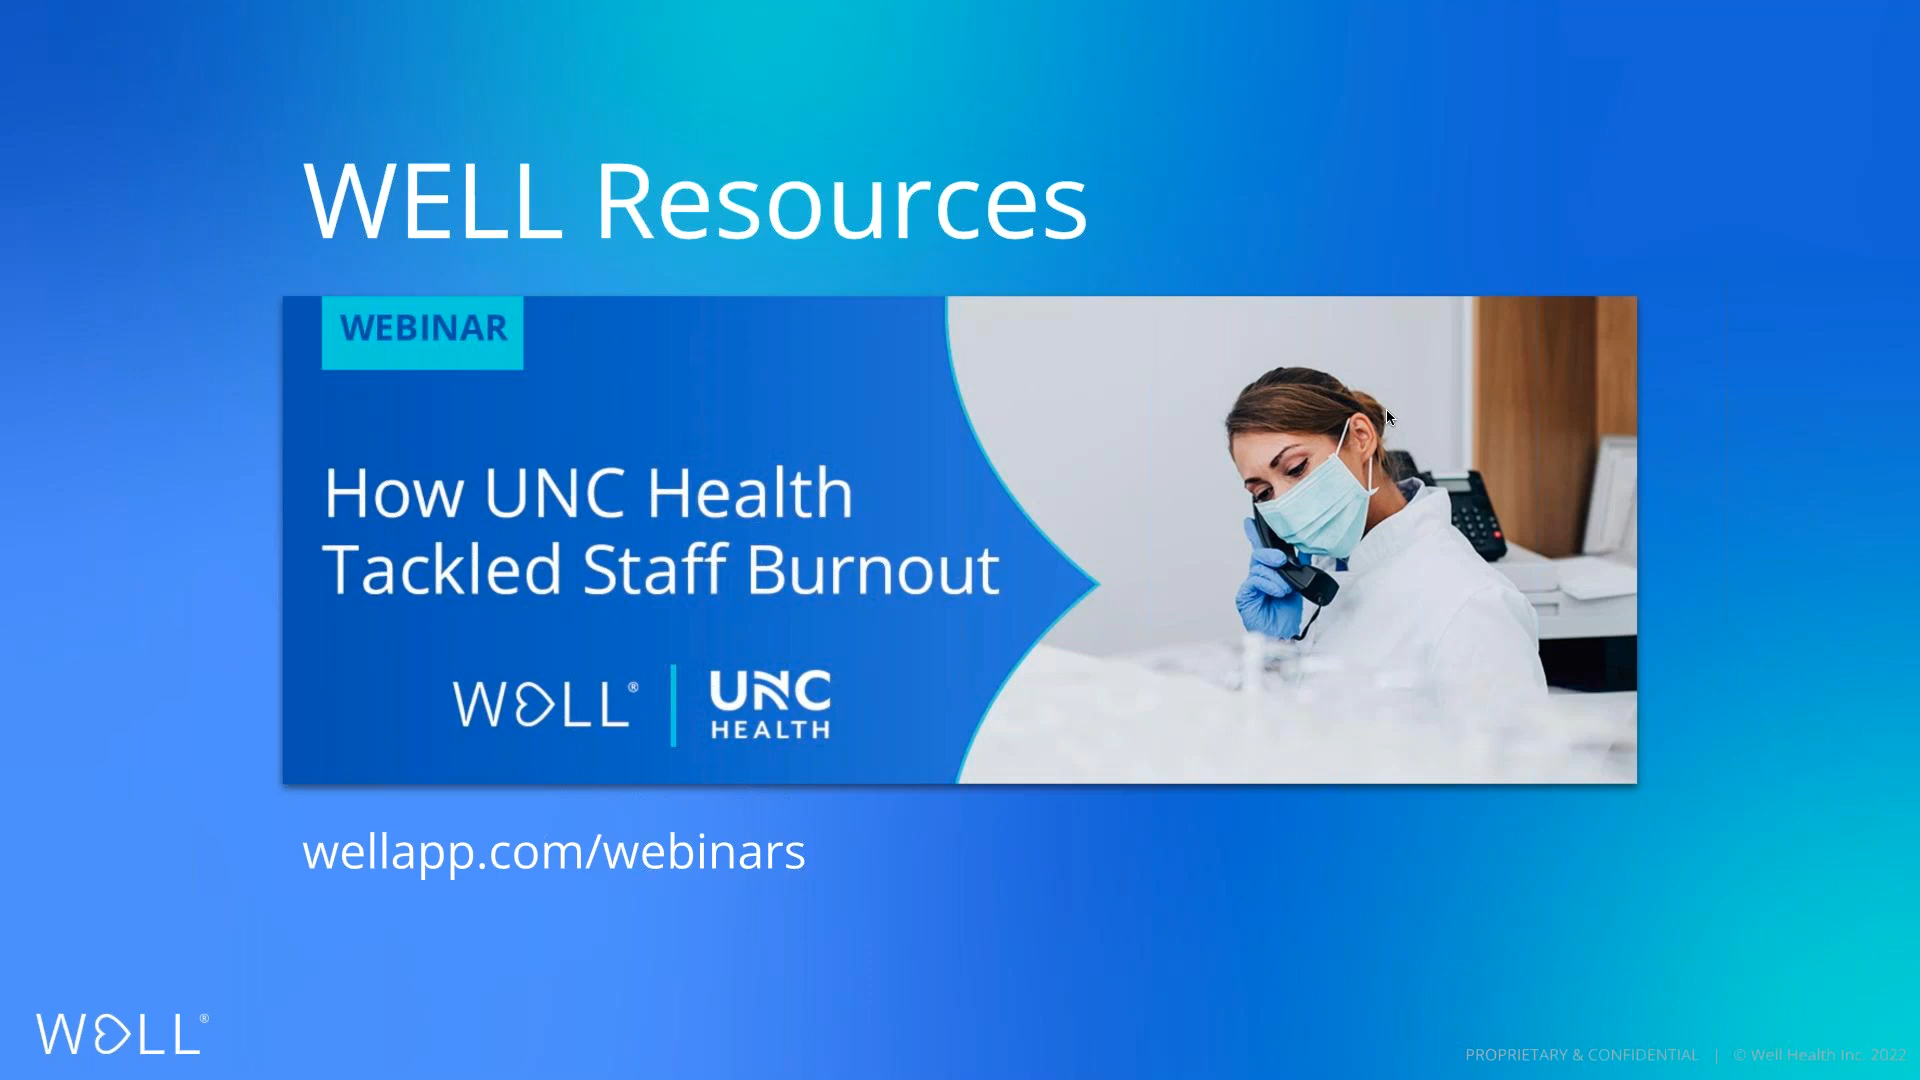 WELL Resources
WEBINAR
How UNC Health
Tackled Staff Burnout
WELL®
UNC
HEALTH
wellapp.com/webinars
WELL®
PROPRIETARY & CONFIDENTIAL | © Well Health Inc. 2022